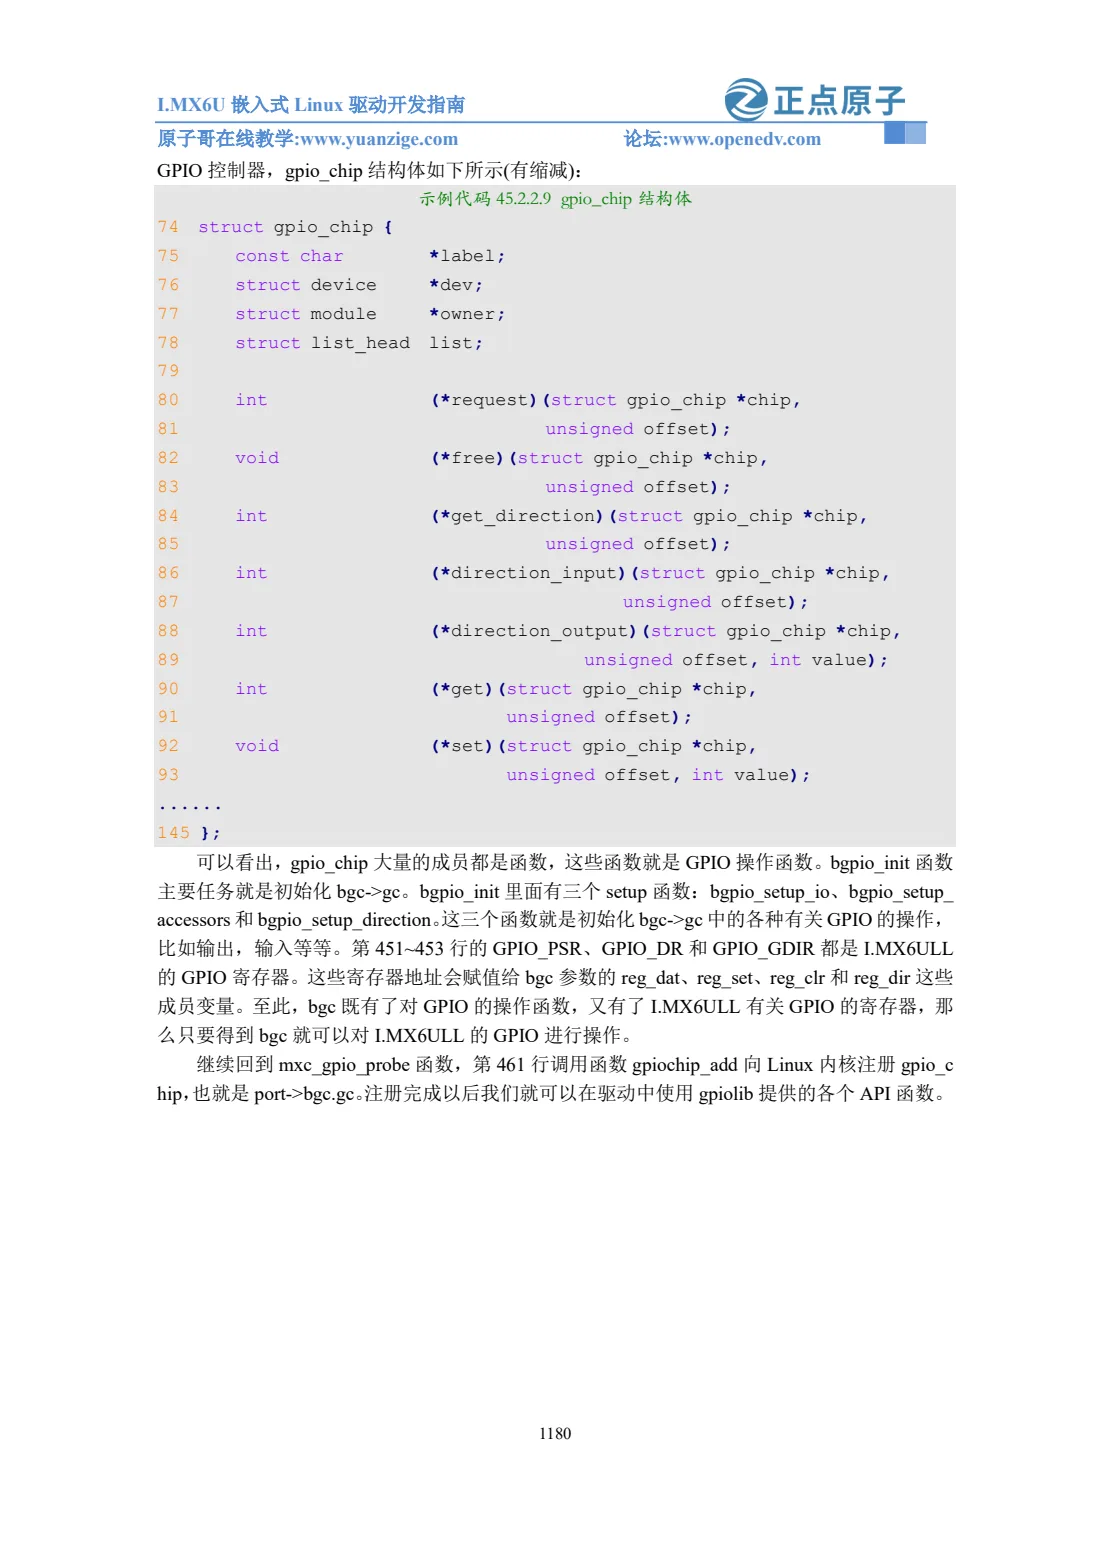 I.MX6U 嵌入式 Linux 驱动开发指南
正点原子
原子哥在线教学:www.yuanzige.com 论坛:www.openedv.com
GPIO 控制器，gpio_chip 结构体如下所示(有缩减)：
示例代码 45.2.2.9 gpio_chip 结构体
74 struct gpio_chip {
75 const char *label;
76 struct device *dev;
77 struct module *owner;
78 struct list_head list;
79
80 int (*request)(struct gpio_chip *chip,
81 unsigned offset);
82 void (*free)(struct gpio_chip *chip,
83 unsigned offset);
84 int (*get_direction)(struct gpio_chip *chip,
85 unsigned offset);
86 int (*direction_input)(struct gpio_chip *chip,
87 unsigned offset);
88 int (*direction_output)(struct gpio_chip *chip,
89 unsigned offset, int value);
90 int (*get)(struct gpio_chip *chip,
91 unsigned offset);
92 void (*set)(struct gpio_chip *chip,
93 unsigned offset, int value);
......
145 };
可以看出，gpio_chip 大量的成员都是函数，这些函数就是 GPIO 操作函数。bgpio_init 函数
主要任务就是初始化 bgc->gc。bgpio_init 里面有三个 setup 函数：bgpio_setup_io、bgpio_setup_
accessors 和 bgpio_setup_direction。这三个函数就是初始化 bgc->gc 中的各种有关 GPIO 的操作，
比如输出，输入等等。第 451~453 行的 GPIO_PSR、GPIO_DR 和 GPIO_GDIR 都是 I.MX6ULL
的 GPIO 寄存器。这些寄存器地址会赋值给 bgc 参数的 reg_dat、reg_set、reg_clr 和 reg_dir 这些
成员变量。至此，bgc 既有了对 GPIO 的操作函数，又有了 I.MX6ULL 有关 GPIO 的寄存器，那
么只要得到 bgc 就可以对 I.MX6ULL 的 GPIO 进行操作。
继续回到 mxc_gpio_probe 函数，第 461 行调用函数 gpiochip_add 向 Linux 内核注册 gpio_c
hip，也就是 port->bgc.gc。注册完成以后我们就可以在驱动中使用 gpiolib 提供的各个 API 函数。
1180